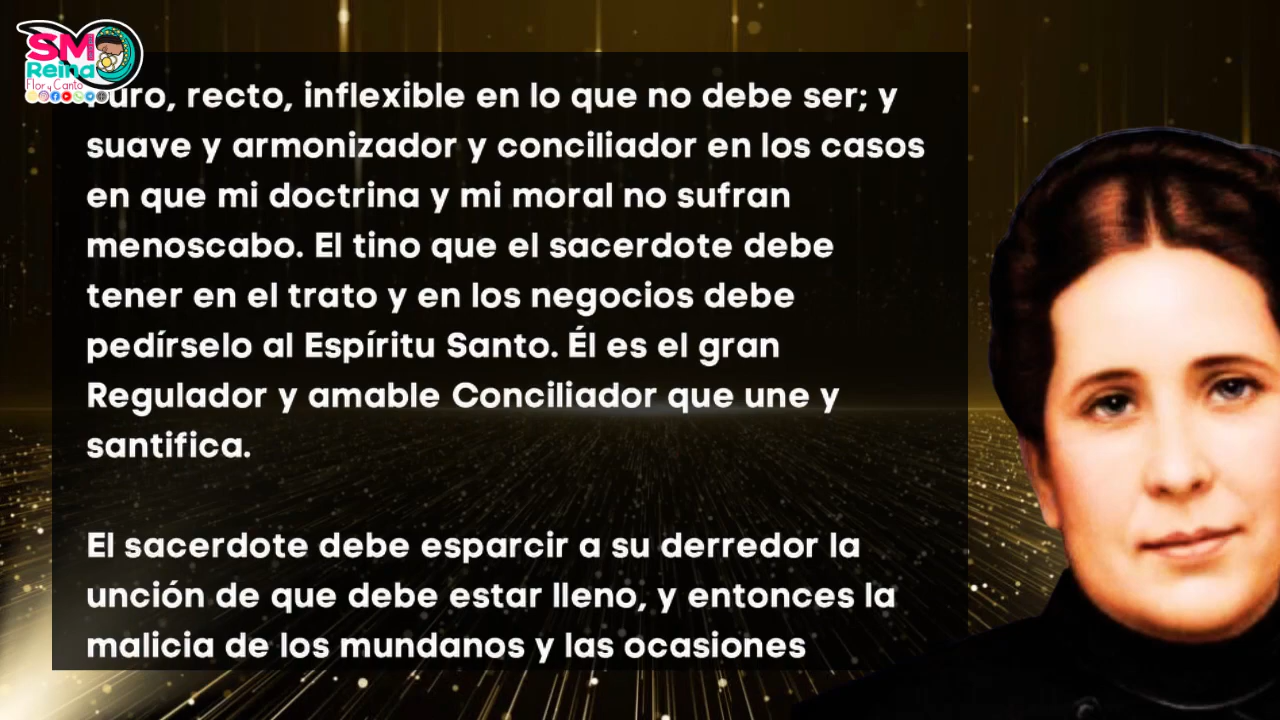 SM
Reina
Flor y Canto
uro, recto, inflexible en lo que no debe ser; y
suave y armonizador y conciliador en los casos
en que mi doctrina y mi moral no sufran
menoscabo. El tino que el sacerdote debe
tener en el trato y en los negocios debe
pedírselo al Espíritu Santo. Él es el gran
Regulador y amable Conciliador que une y
santifica.
El sacerdote debe esparcir a su derredor la
unción de que debe estar lleno, y entonces la
malicia de los mundanos y las ocasiones